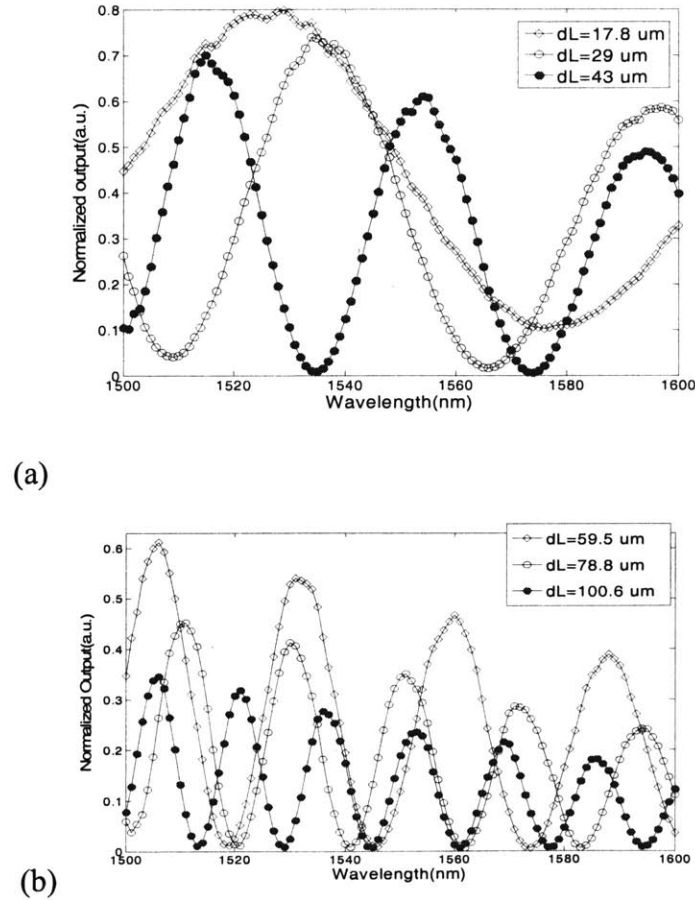 0.8
0.7
0.6
0.5
0.4
0.3
0.2
0.1
0
Normalized output(a.u.)
dL=17.8 um
dL=29 um
dL=43 um
1500 1520 1540 1560 1580 1600
Wavelength(nm)
(a)
0.6
0.5
0.4
0.3
0.2
0.1
0
Normalized Output(a.u.)
dL=59.5 um
dL=78.8 um
dL=100.6 um
1500 1520 1540 1560 1580 1600
Wavelength(nm)
(b)